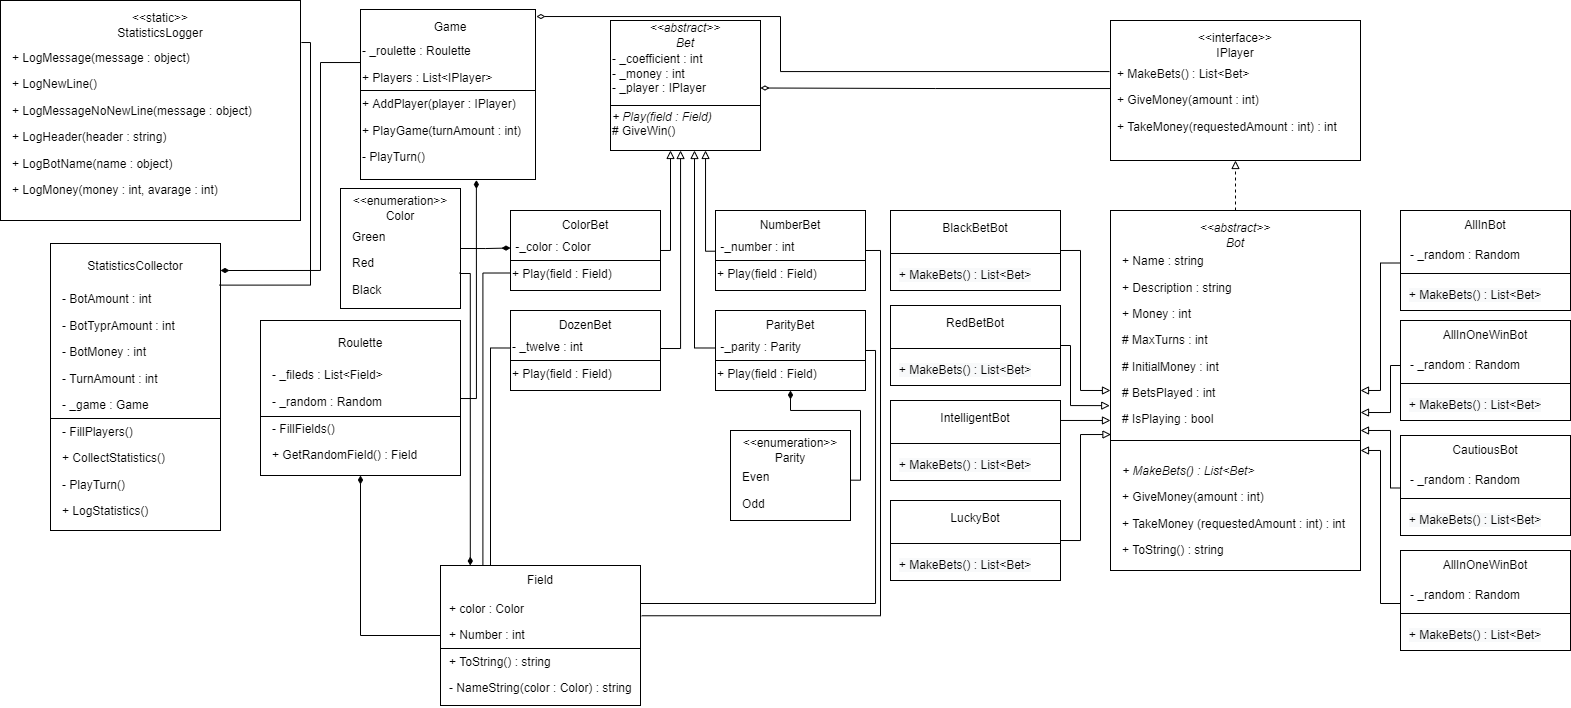 <<static>>
StatisticsLogger
+ LogMessage(message : object)
+ LogNewLine()
+ LogMessageNoNewLine(message : object)
+ LogHeader(header : string)
+ LogBotName(name : object)
+ LogMoney(money : int, avarage : int)
Game
- _roulette : Roulette
+ Players : List<IPlayer>
+ AddPlayer(player : IPlayer)
+ PlayGame(turnAmount : int)
- PlayTurn()
<<abstract>>
Bet
- _coefficient : int
- _money : int
- _player : IPlayer
+ Play(field : Field)
# GiveWin()
<<interface>>
IPlayer
+ MakeBets() : List<Bet>
+ GiveMoney(amount : int)
+ TakeMoney(requestedAmount : int) : int
<<enumeration>>
Color
Green
Red
Black
ColorBet
- _color : Color
+ Play(field : Field)
NumberBet
- _number : int
+ Play(field : Field)
BlackBetBot
+ MakeBets() : List<Bet>
<<abstract>>
Bot
+ Name : string
+ Description : string
+ Money : int
# MaxTurns : int
# InitialMoney : int
# BetsPlayed : int
# IsPlaying : bool
+ MakeBets() : List<Bet>
+ GiveMoney(amount : int)
+ TakeMoney (requestedAmount : int) : int
+ ToString() : string
AllInBot
- _random : Random
+ MakeBets() : List<Bet>
StatisticsCollector
- BotAmount : int
- BotTyprAmount : int
- BotMoney : int
- TurnAmount : int
- _game : Game
- FillPlayers()
+ CollectStatistics()
- PlayTurn()
+ LogStatistics()
Roulette
- _fileds : List<Field>
- _random : Random
- FillFields()
+ GetRandomField() : Field
DozenBet
- _twelve : int
+ Play(field : Field)
ParityBet
- _parity : Parity
+ Play(field : Field)
RedBetBot
+ MakeBets() : List<Bet>
AllInOneWinBot
- _random : Random
+ MakeBets() : List<Bet>
<<enumeration>>
Parity
Even
Odd
IntelligentBot
+ MakeBets() : List<Bet>
CautiousBot
- _random : Random
+ MakeBets() : List<Bet>
LuckyBot
+ MakeBets() : List<Bet>
AllInOneWinBot
- _random : Random
+ MakeBets() : List<Bet>
Field
+ color : Color
+ Number : int
+ ToString() : string
- NameString(color : Color) : string